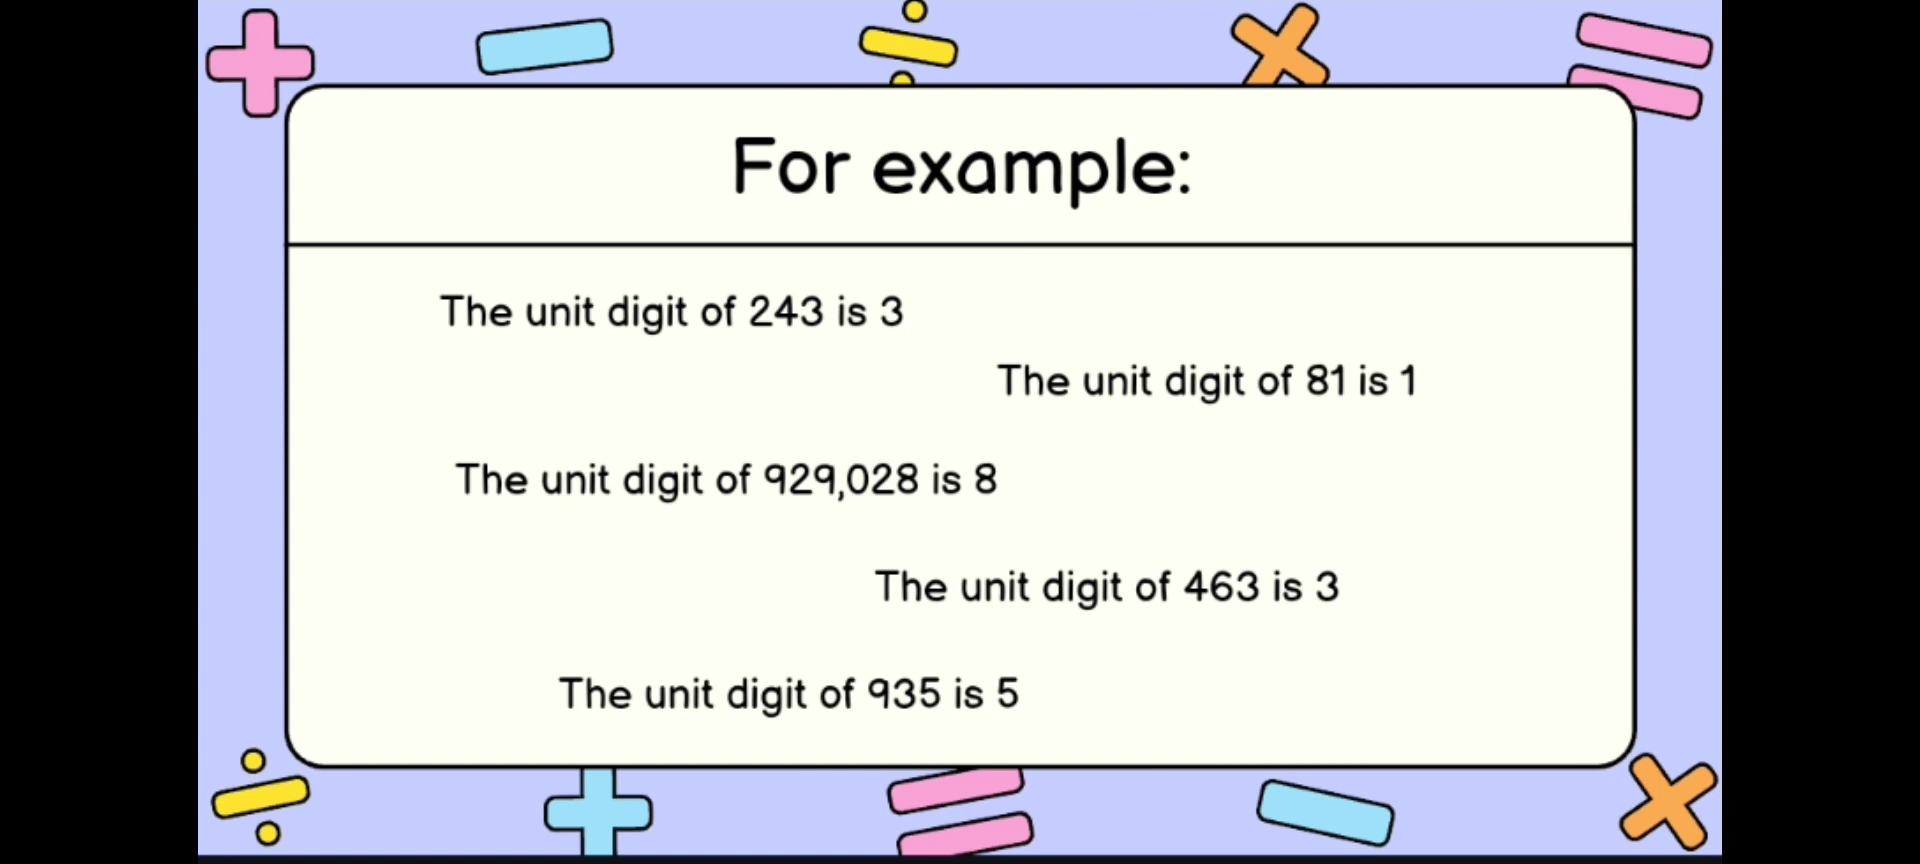 For example:
The unit digit of 243 is 3
The unit digit of 81 is 1
The unit digit of 929,028 is 8
The unit digit of 463 is 3
The unit digit of 935 is 5